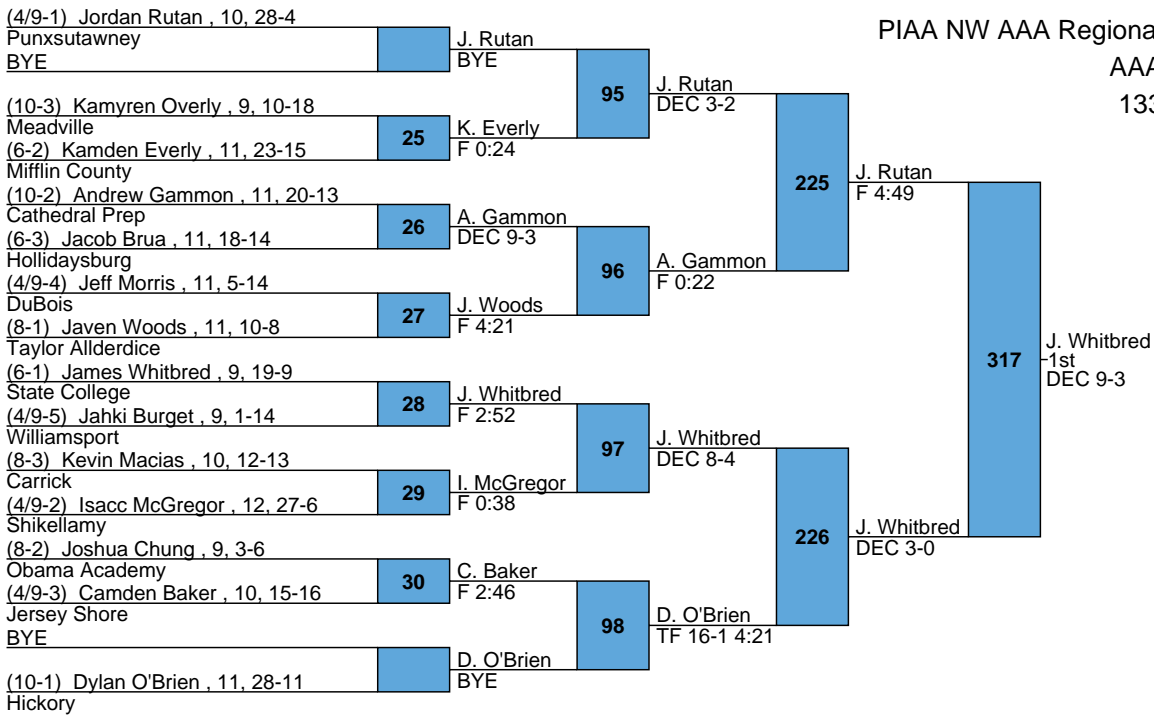 (4/9-1) Jordan Rutan , 10, 28-4
Punxsutawney
BYE
(10-3) Kamyren Overly , 9, 10-18
Meadville
(6-2) Kamden Everly , 11, 23-15
Mifflin County
(10-2) Andrew Gammon , 11, 20-13
Cathedral Prep
(6-3) Jacob Brua , 11, 18-14
Hollidaysburg
(4/9-4) Jeff Morris , 11, 5-14
DuBois
(8-1) Javen Woods , 11, 10-8
Taylor Allderdice
(6-1) James Whitbred , 9, 19-9
State College
(4/9-5) Jahki Burget , 9, 1-14
Williamsport
(8-3) Kevin Macias , 10, 12-13
Carrick
(4/9-2) Isacc McGregor , 12, 27-6
Shikellamy
(8-2) Joshua Chung , 9, 3-6
Obama Academy
(4/9-3) Camden Baker , 10, 15-16
Jersey Shore
BYE
(10-1) Dylan O'Brien , 11, 28-11
Hickory
25
26
27
28
29
30
J. Rutan
BYE
K. Everly
F 0:24
A. Gammon
DEC 9-3
J. Woods
F 4:21
J. Whitbred
F 2:52
I. McGregor
F 0:38
C. Baker
F 2:46
D. O'Brien
BYE
95
96
97
98
J. Rutan
DEC 3-2
A. Gammon
F 0:22
J. Whitbred
DEC 8-4
D. O'Brien
TF 16-1 4:21
225
226
J. Rutan
F 4:49
J. Whitbred
DEC 3-0
317
J. Whitbred
1st
DEC 9-3
PIAA NW AAA Regiona
AAA
133